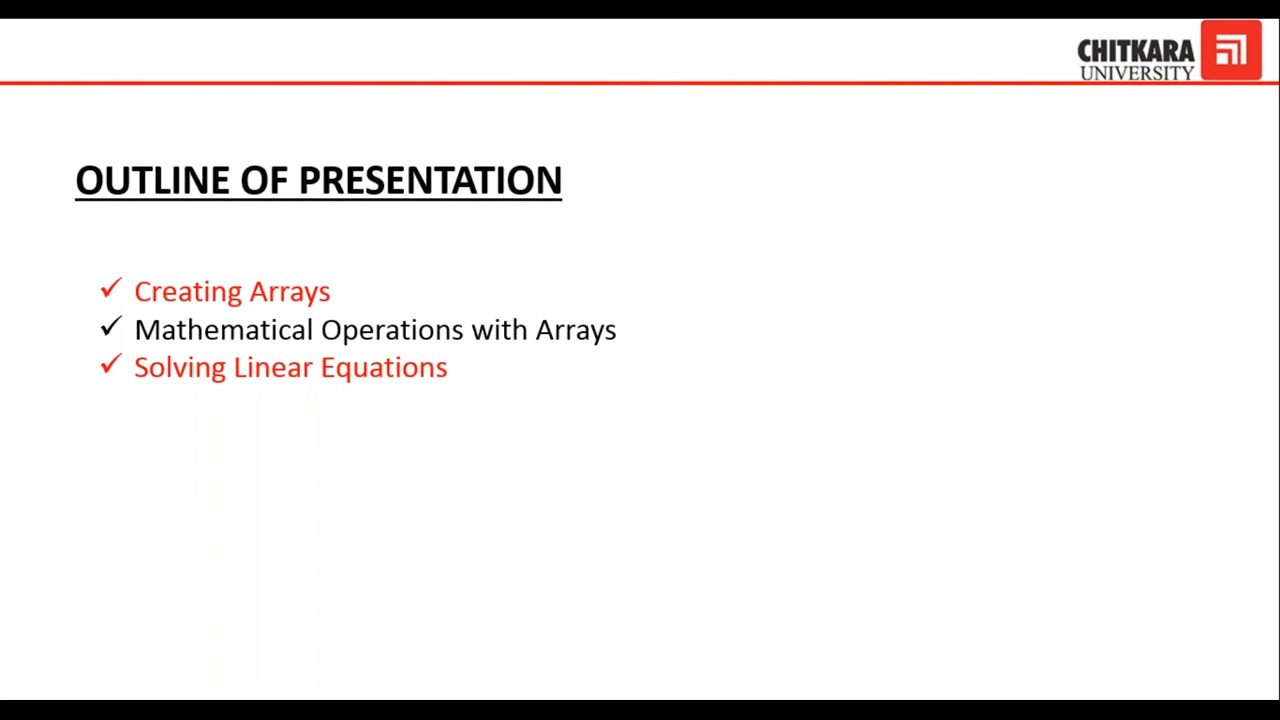 CHITKARA
UNIVERSITY
OUTLINE OF PRESENTATION
✓ Creating Arrays
✓ Mathematical Operations with Arrays
✓ Solving Linear Equations